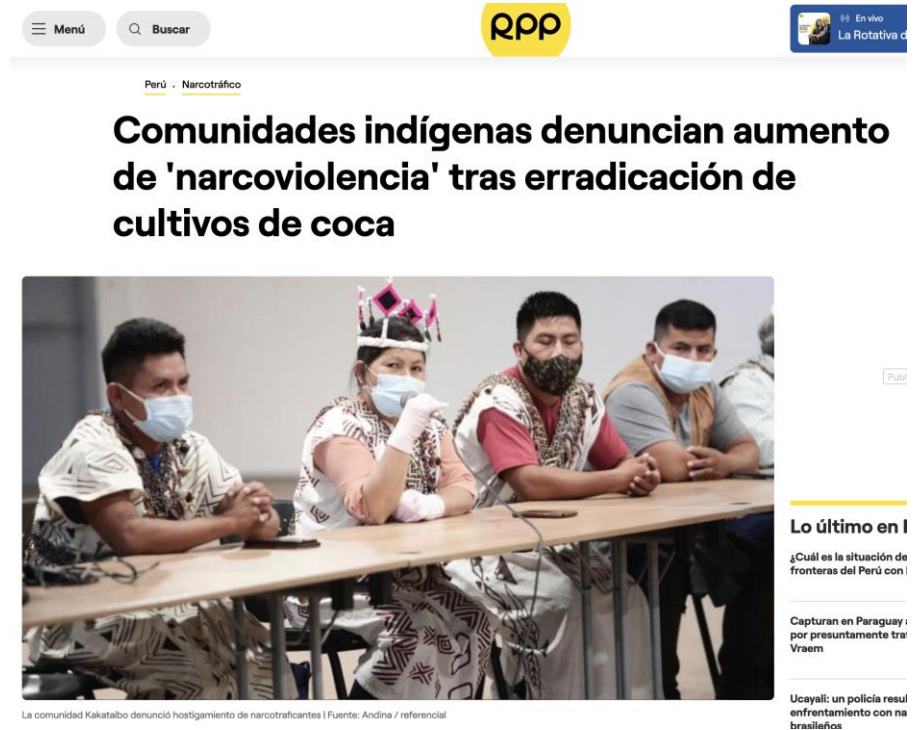 Menú
Buscar
RPP
En vivo
La Rotativa d
Perú . Narcotráfico
Comunidades indígenas denuncian aumento
de 'narcoviolencia' tras erradicación de
cultivos de coca
Publ
La comunidad Kakataibo denunció hostigamiento de narcotraficantes | Fuente: Andina / referencial
Lo último en
¿Cuál es la situación de
fronteras del Perú con
Capturan en Paraguay a
por presuntamente tra
Vraem
Ucayali: un policía resul
enfrentamiento con na
brasileños